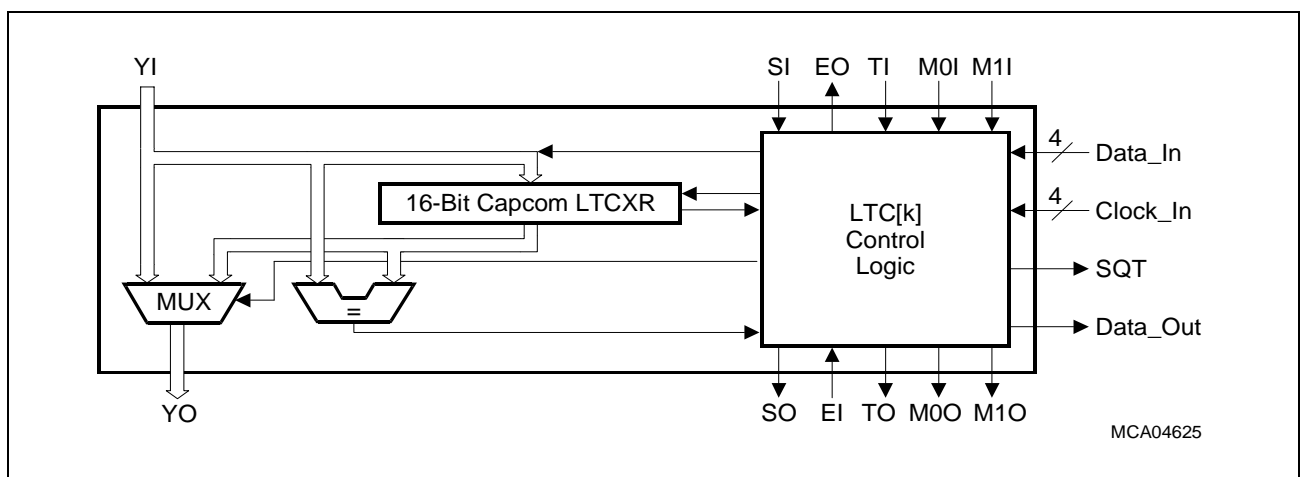 YI
SI EO TI M0I M1I
4 Data_In
16-Bit Capcom LTCXR
4 Clock_In
LTC[k]
Control
Logic
SQT
MUX
=
Data_Out
YO
SO EI TO M0O M1O
MCA04625